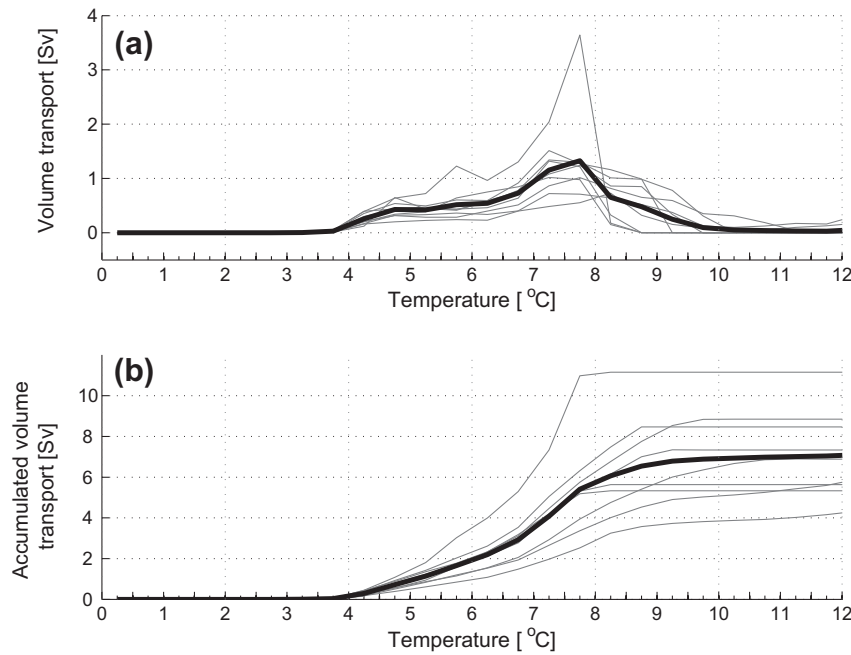 (a)
Volume transport [Sv]
4
3
2
1
0
0 1 2 3 4 5 6 7 8 9 10 11 12
Temperature [ °C]
(b)
Accumulated volume
transport [Sv]
10
8
6
4
2
0
0 1 2 3 4 5 6 7 8 9 10 11 12
Temperature [ °C]